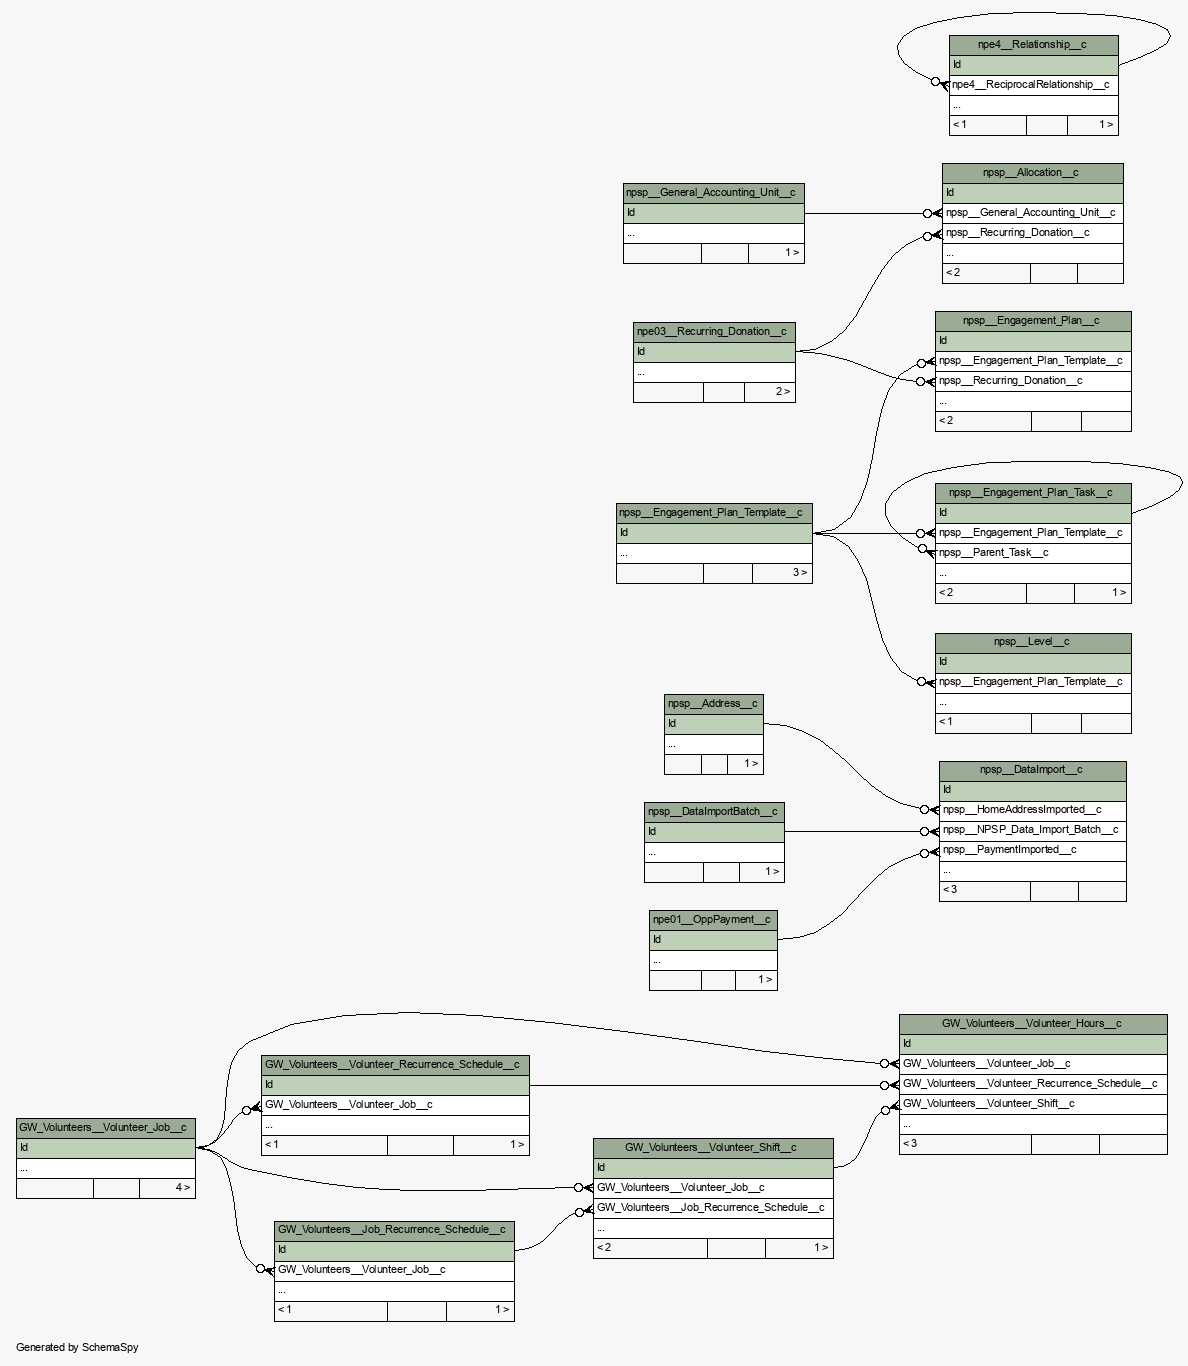 npe4__Relationship__c
Id
npe4__ReciprocalRelationship__c
...
< 1 1 >
npsp__Allocation__c
Id
npsp__General_Accounting_Unit__c
npsp__Recurring_Donation__c
...
< 2
npsp__General_Accounting_Unit__c
Id
...
1 >
npe03__Recurring_Donation__c
Id
...
2 >
npsp__Engagement_Plan__c
Id
npsp__Engagement_Plan_Template__c
npsp__Recurring_Donation__c
...
< 2
npsp__Engagement_Plan_Template__c
Id
...
3 >
npsp__Engagement_Plan_Task__c
Id
npsp__Engagement_Plan_Template__c
npsp__Parent_Task__c
...
< 2 1 >
npsp__Level__c
Id
npsp__Engagement_Plan_Template__c
...
< 1
npsp__Address__c
Id
...
1 >
npsp__DataImport__c
Id
npsp__HomeAddressImported__c
npsp__NPSP_Data_Import_Batch__c
npsp__PaymentImported__c
...
< 3
npsp__DataImportBatch__c
Id
...
1 >
npe01__OppPayment__c
Id
...
1 >
GW_Volunteers__Volunteer_Hours__c
Id
GW_Volunteers__Volunteer_Job__c
GW_Volunteers__Volunteer_Recurrence_Schedule__c
GW_Volunteers__Volunteer_Shift__c
...
< 3
GW_Volunteers__Volunteer_Recurrence_Schedule__c
Id
GW_Volunteers__Volunteer_Job__c
...
< 1 1 >
GW_Volunteers__Volunteer_Job__c
Id
...
4 >
GW_Volunteers__Volunteer_Shift__c
Id
GW_Volunteers__Volunteer_Job__c
GW_Volunteers__Job_Recurrence_Schedule__c
...
< 2 1 >
GW_Volunteers__Job_Recurrence_Schedule__c
Id
GW_Volunteers__Volunteer_Job__c
...
< 1 1 >
Generated by SchemaSpy